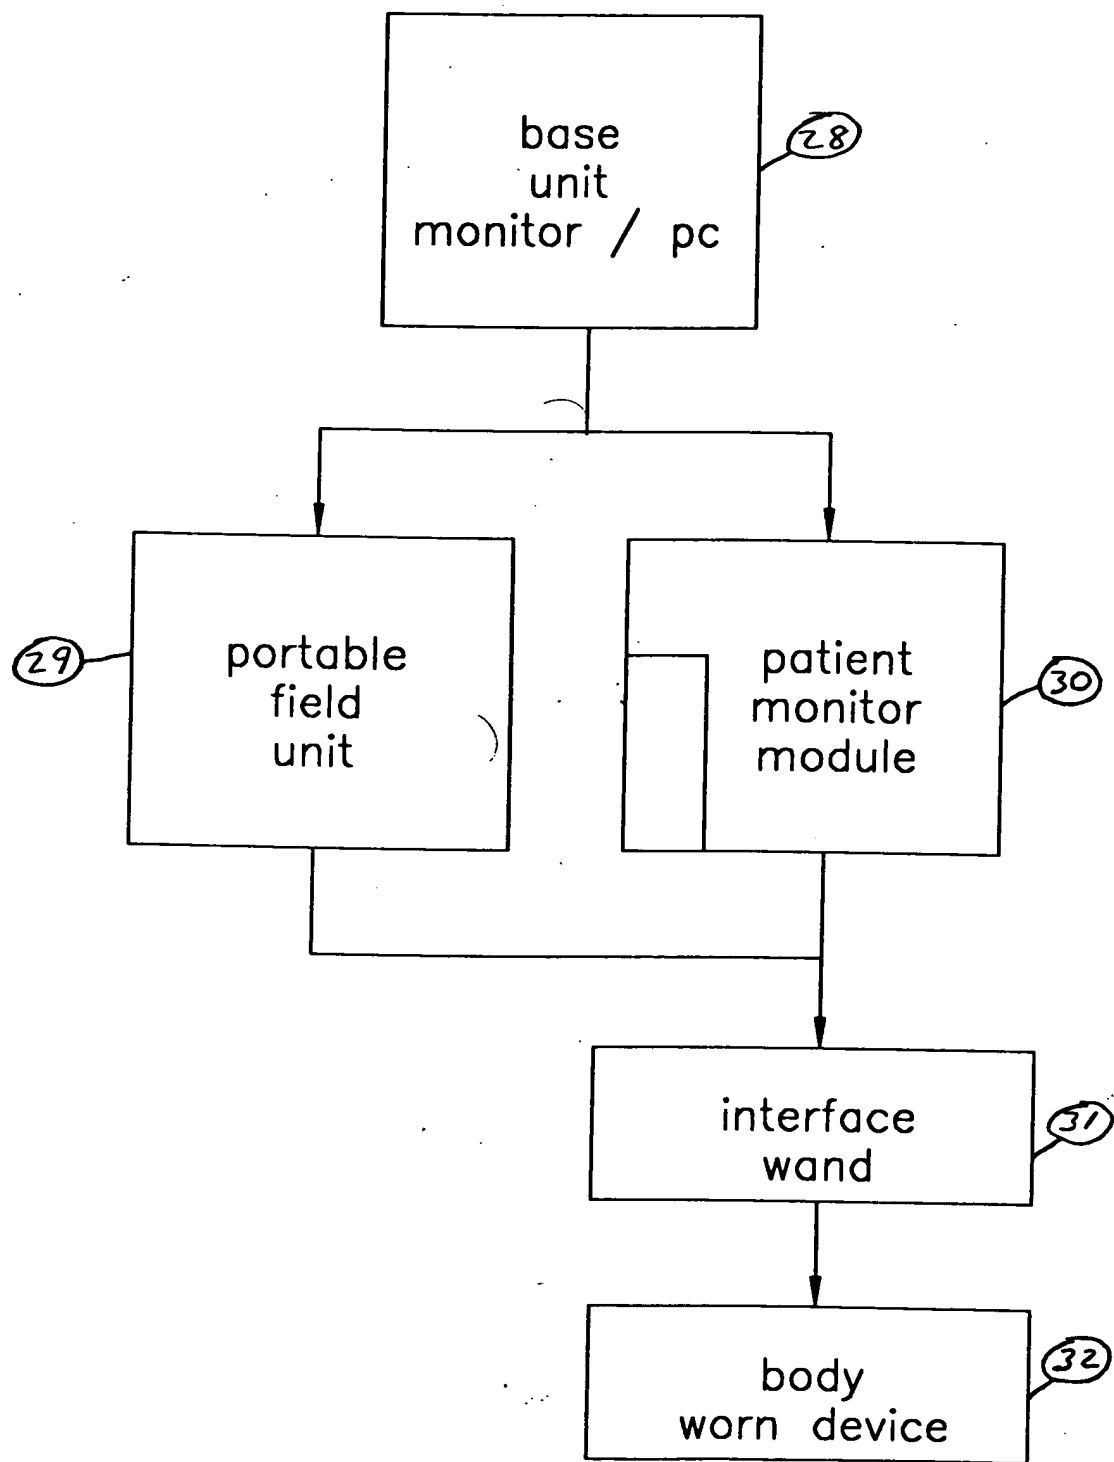 base
unit
monitor / pc
28
portable
field
unit
29
patient
monitor
module
30
interface
wand
31
body
worn device
32